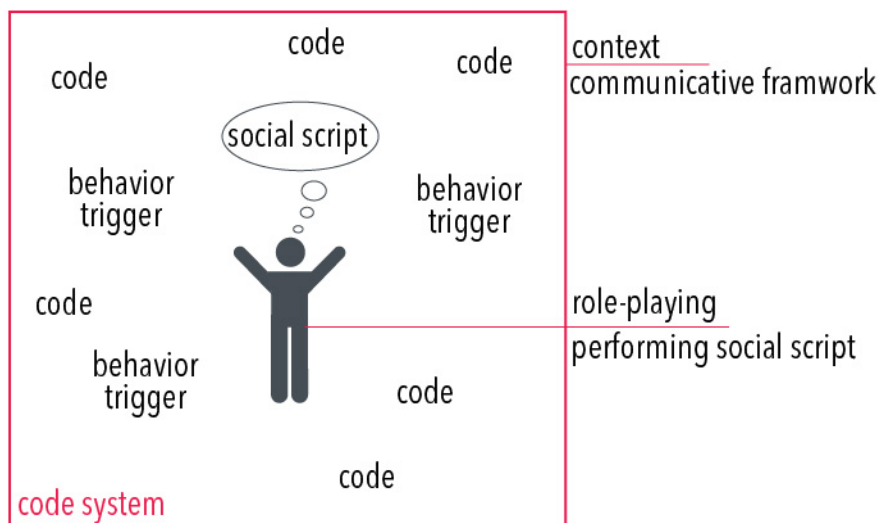 code
code
code
context
communicative framwork
social script
behavior
trigger
behavior
trigger
code
role-playing
performing social script
behavior
trigger
code
code
code system